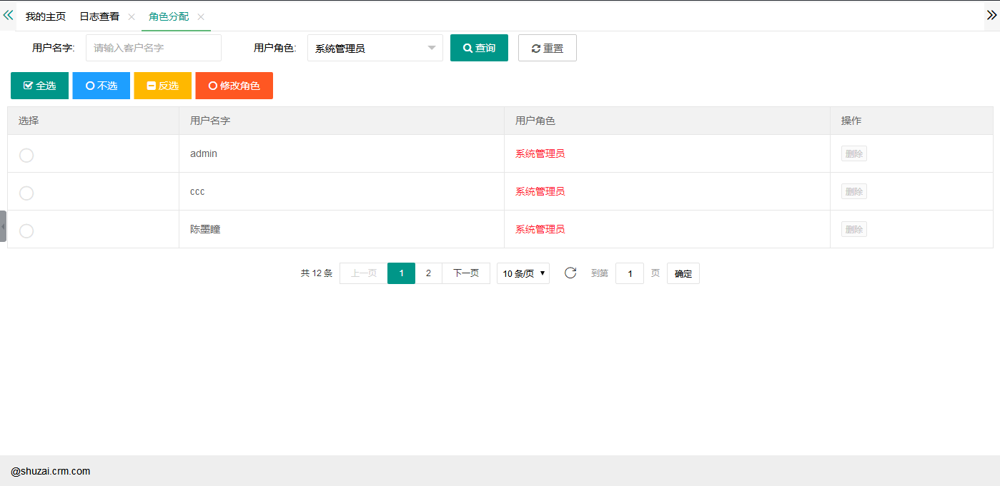 我的主页 日志查看 角色分配
用户名字: 请输入客户名字 用户角色: 系统管理员 查询 重置
全选 不选 反选 修改角色
选择 用户名字 用户角色 操作
admin 系统管理员 删除
ccc 系统管理员 删除
陈墨瞳 系统管理员 删除
共 12 条 上一页 1 2 下一页 10 条/页 到第 1 页 确定
@shuzai.crm.com